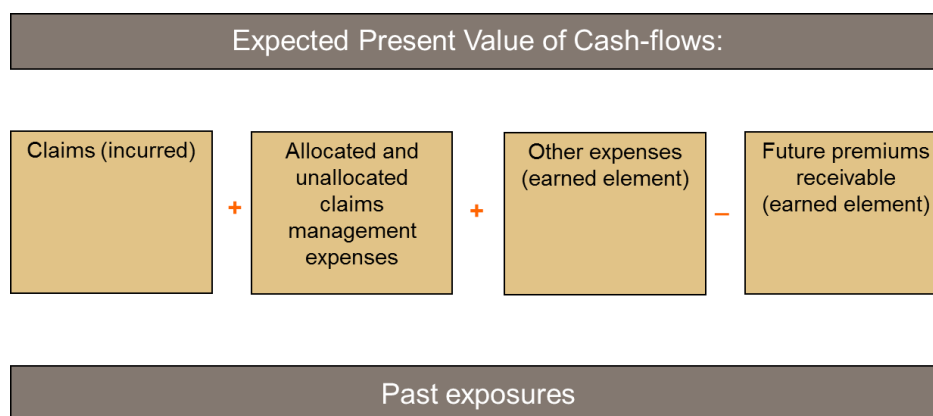 Expected Present Value of Cash-flows:
Claims (incurred)
+
Allocated and
unallocated
claims
management
expenses
+
Other expenses
(earned element)
–
Future premiums
receivable
(earned element)
Past exposures